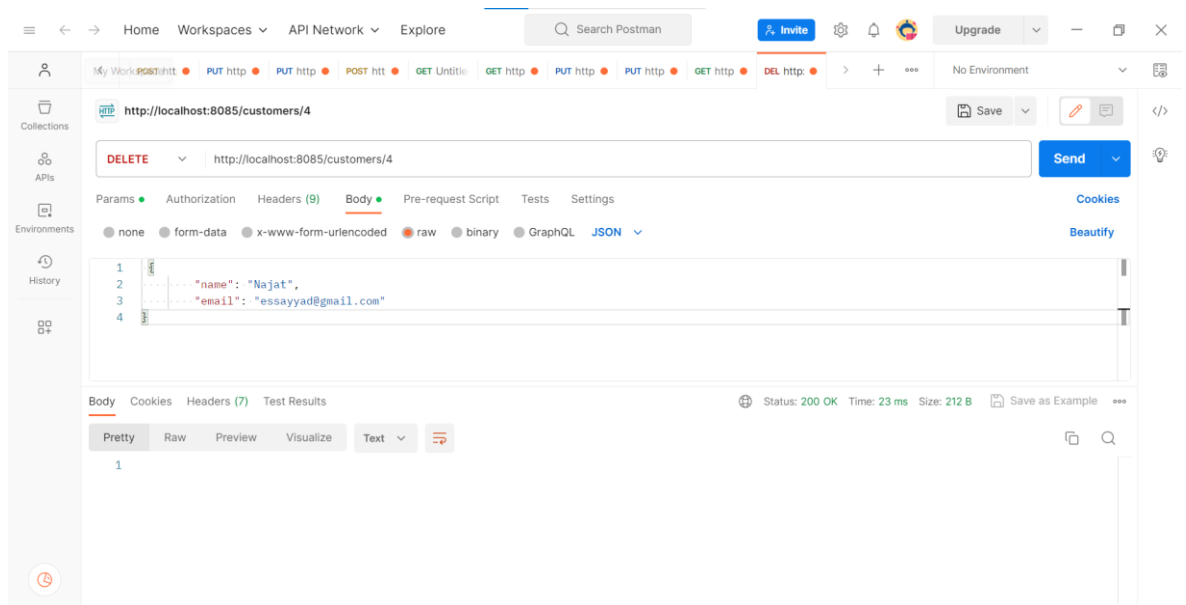 Home Workspaces API Network Explore Search Postman Invite Upgrade
POST htt PUT http PUT http POST htt GET Untitle GET http PUT http PUT http GET http DEL http: No Environment
HTTP http://localhost:8085/customers/4 Save </>
Collections
DELETE http://localhost:8085/customers/4 Send
APIs
Params Authorization Headers (9) Body Pre-request Script Tests Settings Cookies
Environments
none form-data x-www-form-urlencoded raw binary GraphQL JSON Beautify
History
1 {
2 "name": "Najat",
3 "email": "essayyad@gmail.com"
4 }
Body Cookies Headers (7) Test Results Status: 200 OK Time: 23 ms Size: 212 B Save as Example
Pretty Raw Preview Visualize Text
1